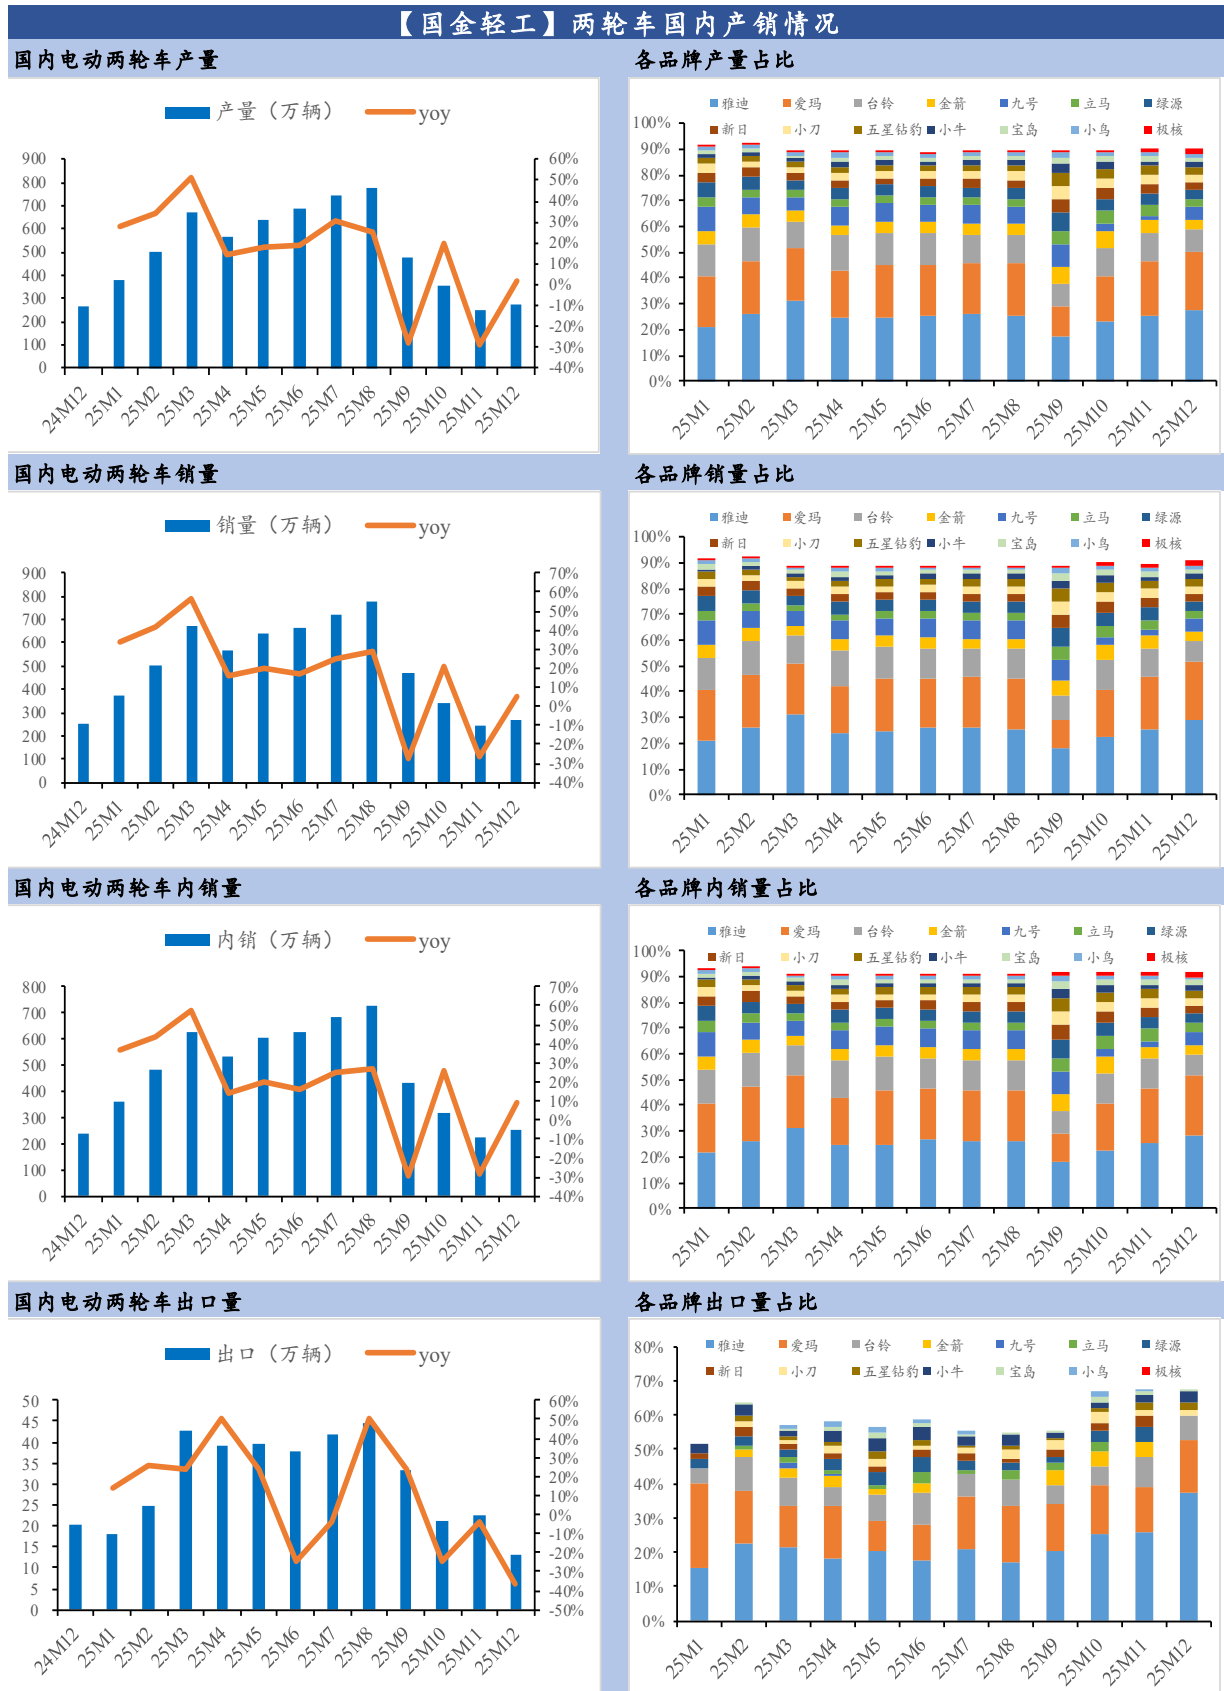 【国金轻工】两轮车国内产销情况
国内电动两轮车产量
产量（万辆） yoy
900 800 700 600 500 400 300 200 100 0
60% 50% 40% 30% 20% 10% 0% -10% -20% -30% -40%
24M12 25M1 25M2 25M3 25M4 25M5 25M6 25M7 25M8 25M9 25M10 25M11 25M12
各品牌产量占比
雅迪 爱玛 台铃 金箭 九号 立马 绿源
新日 小刀 五星钻豹 小牛 宝岛 小鸟 极核
100% 90% 80% 70% 60% 50% 40% 30% 20% 10% 0%
25M1 25M2 25M3 25M4 25M5 25M6 25M7 25M8 25M9 25M10 25M11 25M12
国内电动两轮车销量
销量（万辆） yoy
900 800 700 600 500 400 300 200 100 0
70% 60% 50% 40% 30% 20% 10% 0% -10% -20% -30% -40%
24M12 25M1 25M2 25M3 25M4 25M5 25M6 25M7 25M8 25M9 25M10 25M11 25M12
各品牌销量占比
雅迪 爱玛 台铃 金箭 九号 立马 绿源
新日 小刀 五星钻豹 小牛 宝岛 小鸟 极核
100% 90% 80% 70% 60% 50% 40% 30% 20% 10% 0%
25M1 25M2 25M3 25M4 25M5 25M6 25M7 25M8 25M9 25M10 25M11 25M12
国内电动两轮车内销量
内销（万辆） yoy
800 700 600 500 400 300 200 100 0
70% 60% 50% 40% 30% 20% 10% 0% -10% -20% -30% -40%
24M12 25M1 25M2 25M3 25M4 25M5 25M6 25M7 25M8 25M9 25M10 25M11 25M12
各品牌内销量占比
雅迪 爱玛 台铃 金箭 九号 立马 绿源
新日 小刀 五星钻豹 小牛 宝岛 小鸟 极核
100% 90% 80% 70% 60% 50% 40% 30% 20% 10% 0%
25M1 25M2 25M3 25M4 25M5 25M6 25M7 25M8 25M9 25M10 25M11 25M12
国内电动两轮车出口量
出口（万辆） yoy
50 45 40 35 30 25 20 15 10 5 0
60% 50% 40% 30% 20% 10% 0% -10% -20% -30% -40% -50%
24M12 25M1 25M2 25M3 25M4 25M5 25M6 25M7 25M8 25M9 25M10 25M11 25M12
各品牌出口量占比
雅迪 爱玛 台铃 金箭 九号 立马 绿源
新日 小刀 五星钻豹 小牛 宝岛 小鸟 极核
80% 70% 60% 50% 40% 30% 20% 10% 0%
25M1 25M2 25M3 25M4 25M5 25M6 25M7 25M8 25M9 25M10 25M11 25M12